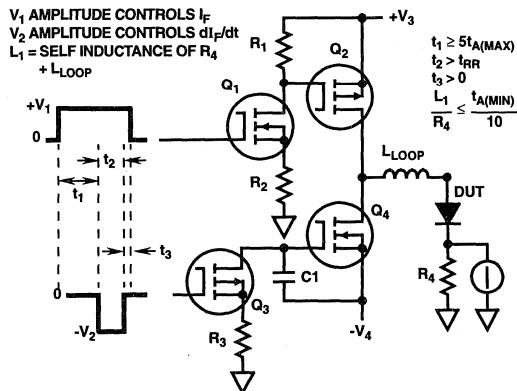 V1 AMPLITUDE CONTROLS IF
V2 AMPLITUDE CONTROLS dIF/dt
L1 = SELF INDUCTANCE OF R4
+ LLOOP
+V3
R1
Q2
t1 ≥ 5tA(MAX)
t2 > tRR
t3 > 0
L1/R4 ≤ tA(MIN)/10
Q1
+V1
0
t2
t1
t3
R2
LLOOP
DUT
Q4
R4
C1
0
-V2
Q3
R3
-V4